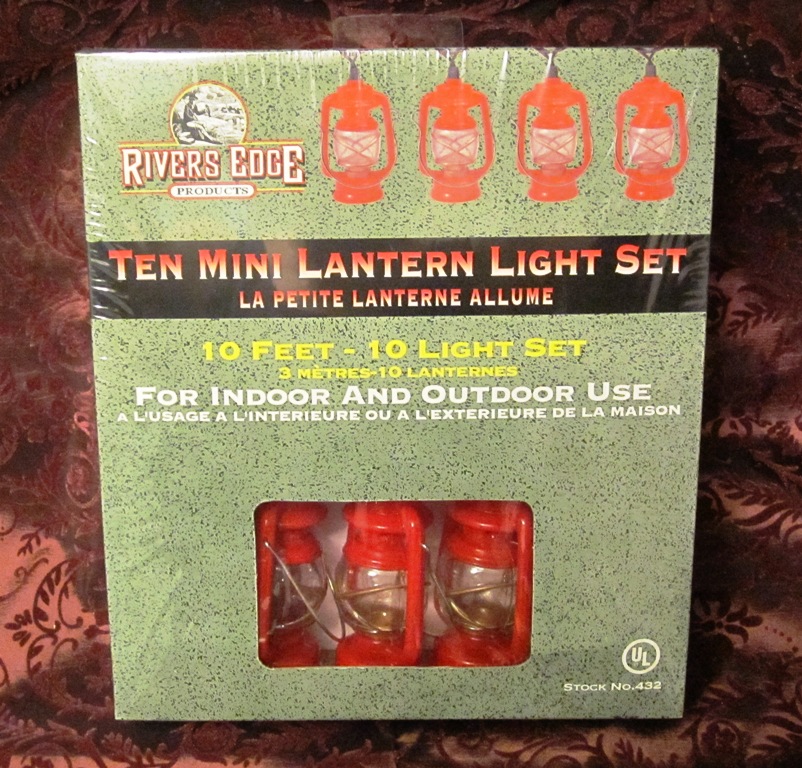 RIVERS EDGE
PRODUCTS
TEN MINI LANTERN LIGHT SET
LA PETITE LANTERNE ALLUME
10 FEET - 10 LIGHT SET
3 MÈTRES-10 LANTERNES
FOR INDOOR AND OUTDOOR USE
A L'USAGE A L'INTERIEURE OU A L'EXTERIEURE DE LA MAISON
UL
STOCK NO.432